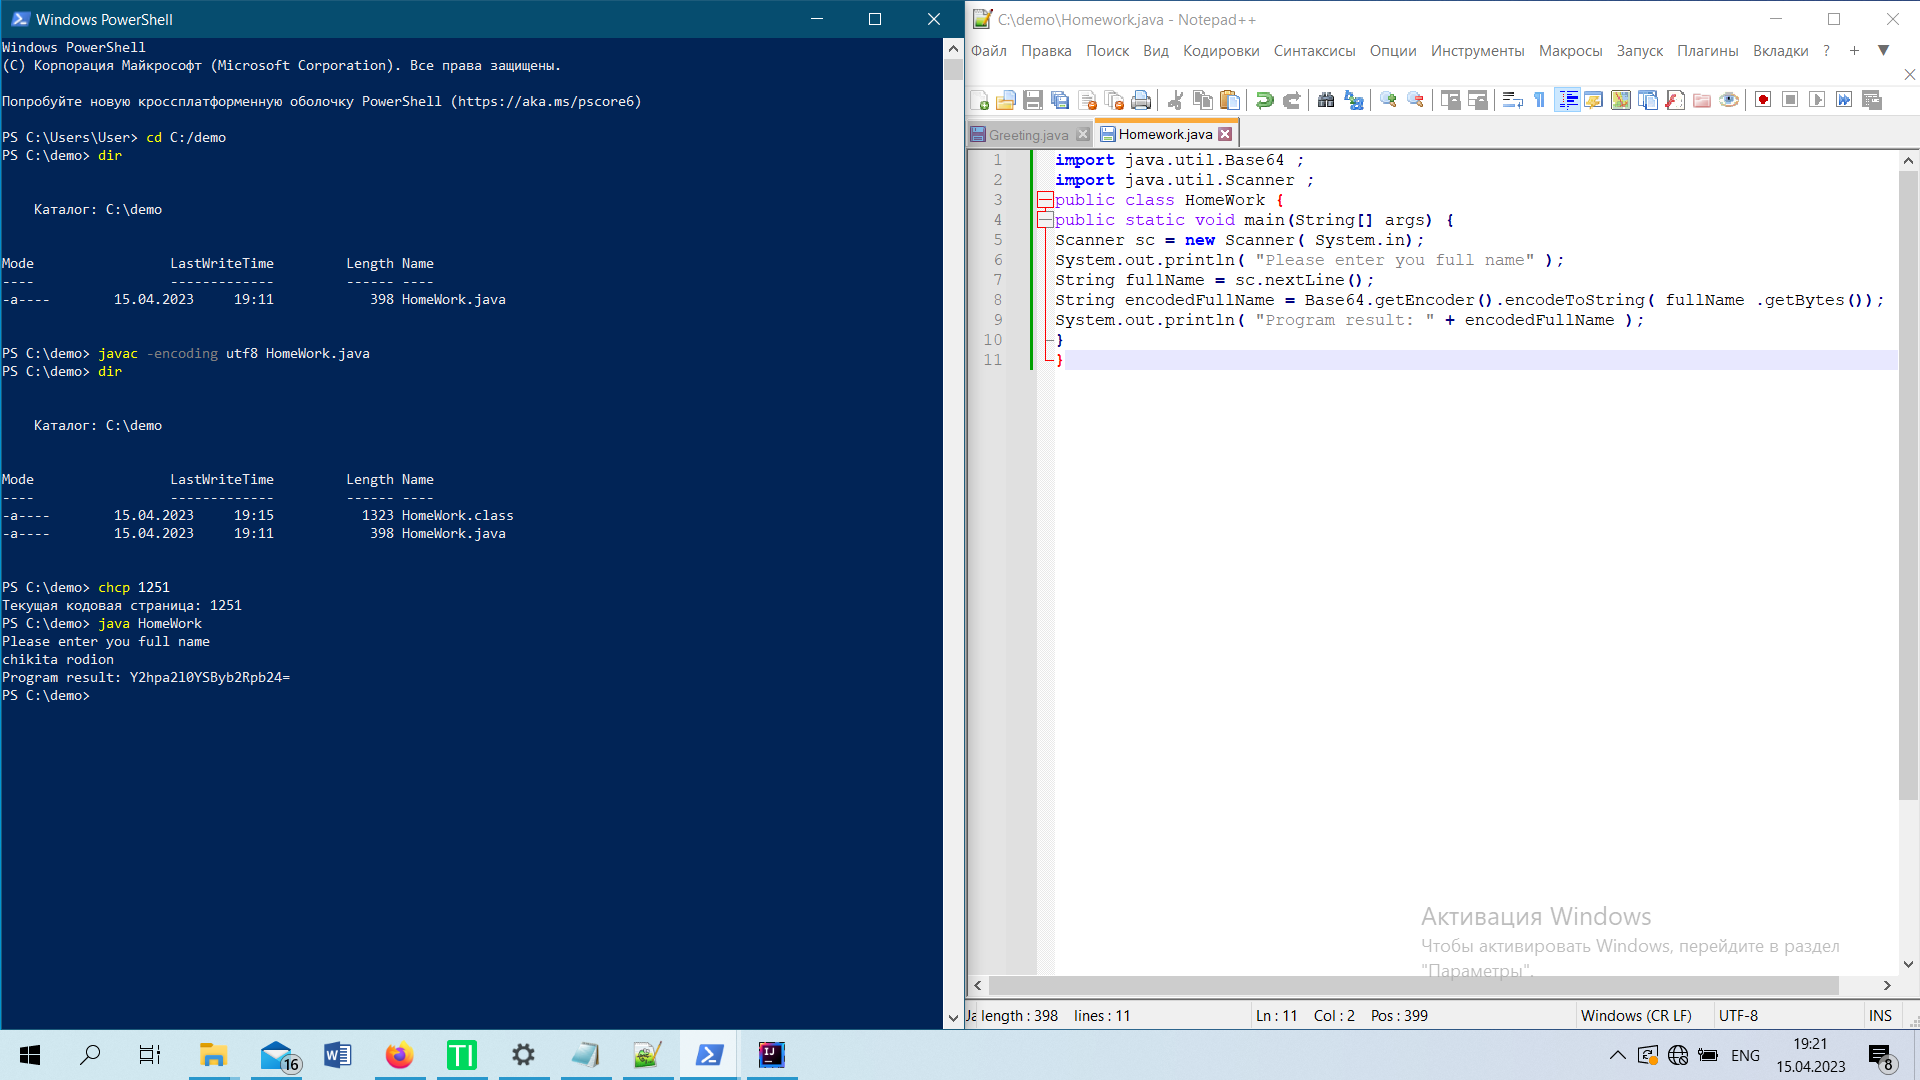 Windows PowerShell
Windows PowerShell
(C) Корпорация Майкрософт (Microsoft Corporation). Все права защищены.
Попробуйте новую кроссплатформенную оболочку PowerShell (https://aka.ms/pscore6)
PS C:\Users\User> cd C:/demo
PS C:\demo> dir
Каталог: C:\demo
Mode LastWriteTime Length Name
---- ------------- ------ ----
-a---- 15.04.2023 19:11 398 HomeWork.java
PS C:\demo> javac -encoding utf8 HomeWork.java
PS C:\demo> dir
Каталог: C:\demo
Mode LastWriteTime Length Name
---- ------------- ------ ----
-a---- 15.04.2023 19:15 1323 HomeWork.class
-a---- 15.04.2023 19:11 398 HomeWork.java
PS C:\demo> chcp 1251
Текущая кодовая страница: 1251
PS C:\demo> java HomeWork
Please enter you full name
chikita rodion
Program result: Y2hpa2l0YSByb2Rpb24=
PS C:\demo>
C:\demo\Homework.java - Notepad++
Файл Правка Поиск Вид Кодировки Синтаксисы Опции Инструменты Макросы Запуск Плагины Вкладки ? + ▼
Greeting.java Homework.java
1 import java.util.Base64 ;
2 import java.util.Scanner ;
3 public class HomeWork {
4 public static void main(String[] args) {
5 Scanner sc = new Scanner( System.in);
6 System.out.println( "Please enter you full name" );
7 String fullName = sc.nextLine();
8 String encodedFullName = Base64.getEncoder().encodeToString( fullName .getBytes());
9 System.out.println( "Program result: " + encodedFullName );
10 }
11 }
Активация Windows
Чтобы активировать Windows, перейдите в раздел
"Параметры".
Ja length : 398 lines : 11 Ln : 11 Col : 2 Pos : 399 Windows (CR LF) UTF-8 INS
16
TI
IJ
ENG
19:21
15.04.2023
8